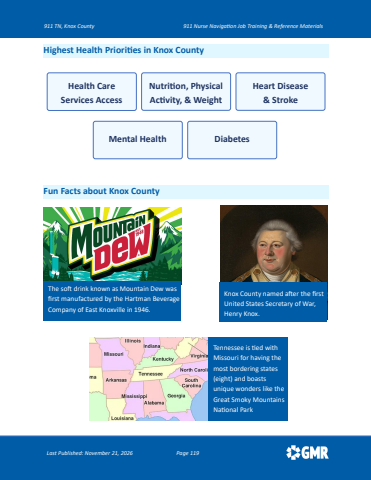 911 TN, Knox County
911 Nurse Navigation Job Training & Reference Materials
Highest Health Priorities in Knox County
Health Care
Services Access
Nutrition, Physical
Activity, & Weight
Heart Disease
& Stroke
Mental Health
Diabetes
Fun Facts about Knox County
Mountain
Dew
The soft drink known as Mountain Dew was
first manufactured by the Hartman Beverage
Company of East Knoxville in 1946.
Knox County named after the first
United States Secretary of War,
Henry Knox.
Illinois
Indiana
Missouri
Kentucky
Virginia
Tennessee
North Caroli
ma
Arkansas
South
Carolina
Mississippi
Georgia
Alabama
Louisiana
Tennessee is tied with
Missouri for having the
most bordering states
(eight) and boasts
unique wonders like the
Great Smoky Mountains
National Park
Last Published: November 21, 2026
Page 119
GMR